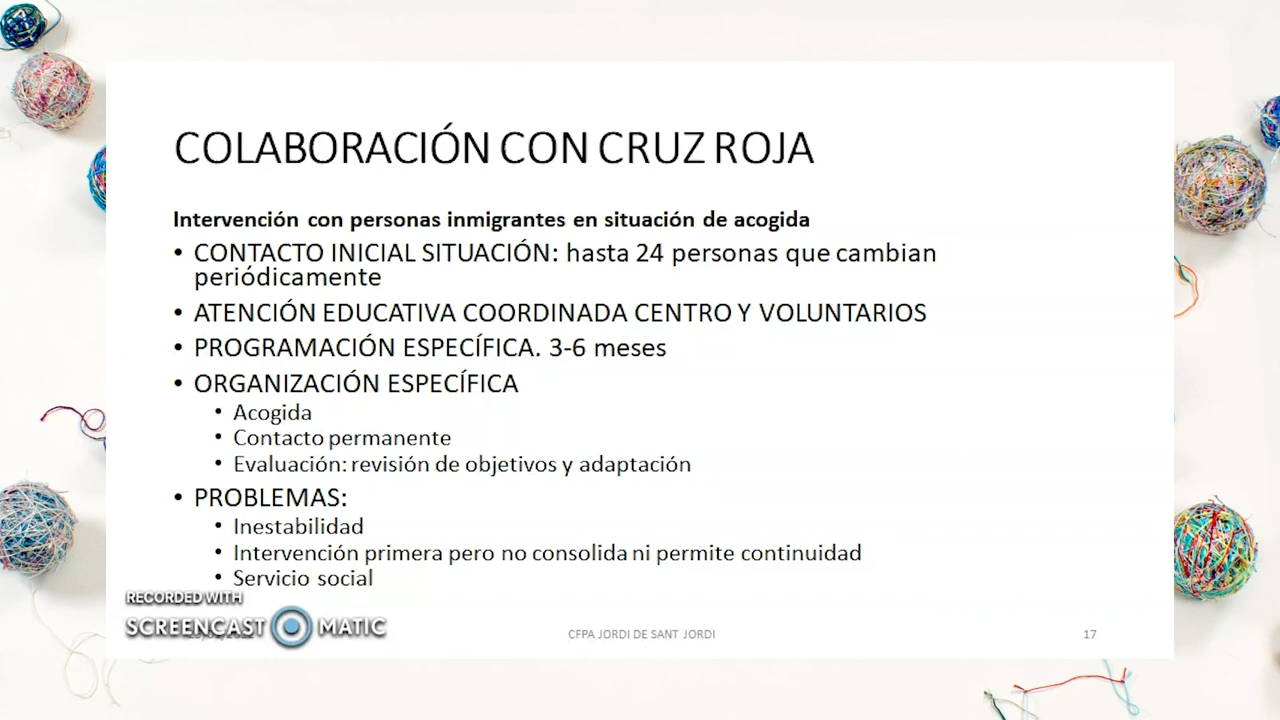 COLABORACIÓN CON CRUZ ROJA
Intervención con personas inmigrantes en situación de acogida
• CONTACTO INICIAL SITUACIÓN: hasta 24 personas que cambian
periódicamente
• ATENCIÓN EDUCATIVA COORDINADA CENTRO Y VOLUNTARIOS
• PROGRAMACIÓN ESPECÍFICA. 3-6 meses
• ORGANIZACIÓN ESPECÍFICA
• Acogida
• Contacto permanente
• Evaluación: revisión de objetivos y adaptación
• PROBLEMAS:
• Inestabilidad
• Intervención primera pero no consolida ni permite continuidad
• Servicio social
RECORDED WITH
SCREENCAST MATIC
CFPA JORDI DE SANT JORDI
17